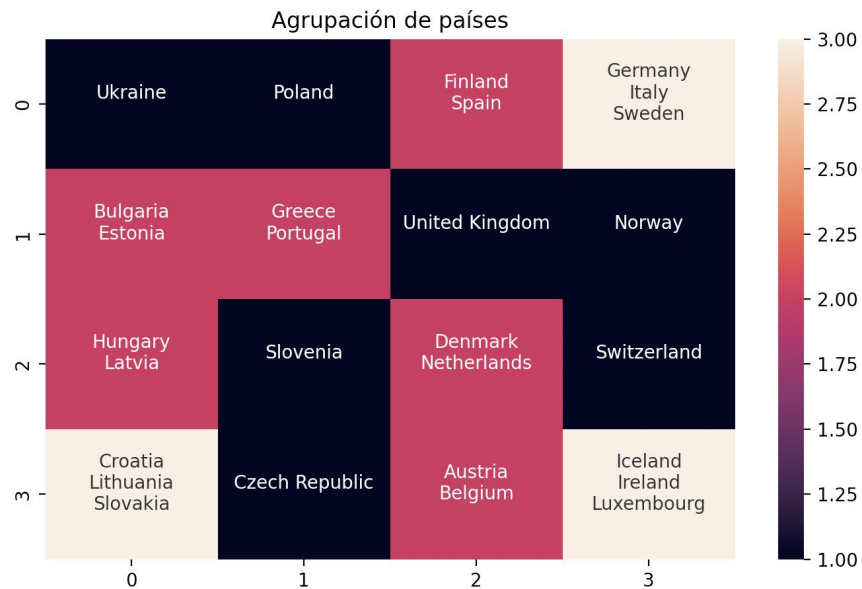 Agrupación de países
Ukraine
Poland
Finland
Spain
Germany
Italy
Sweden
0
Bulgaria
Estonia
Greece
Portugal
United Kingdom
Norway
1
Hungary
Latvia
Slovenia
Denmark
Netherlands
Switzerland
2
Croatia
Lithuania
Slovakia
Czech Republic
Austria
Belgium
Iceland
Ireland
Luxembourg
3
0
1
2
3
3.00
2.75
2.50
2.25
2.00
1.75
1.50
1.25
1.00